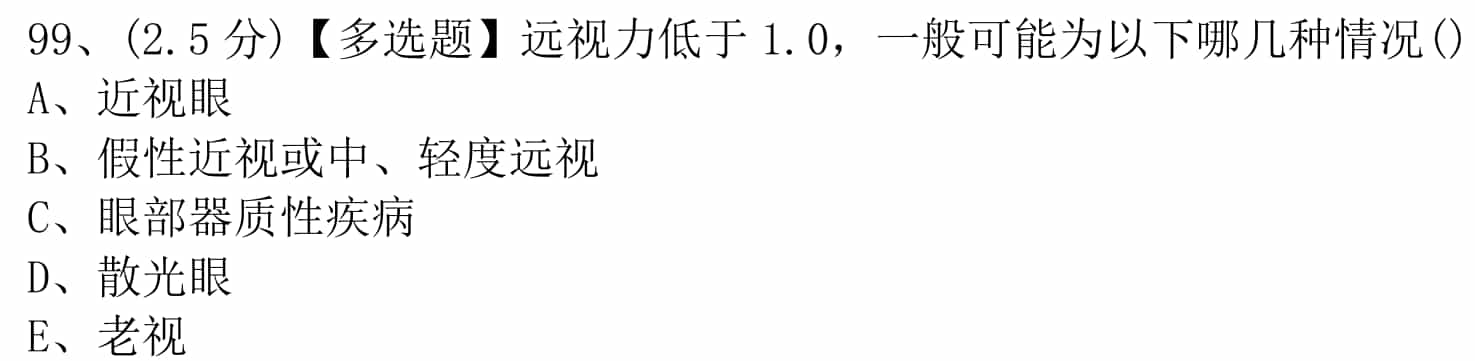 99、(2.5 分)【多选题】远视力低于 1.0，一般可能为以下哪几种情况()
A、近视眼
B、假性近视或中、轻度远视
C、眼部器质性疾病
D、散光眼
E、老视